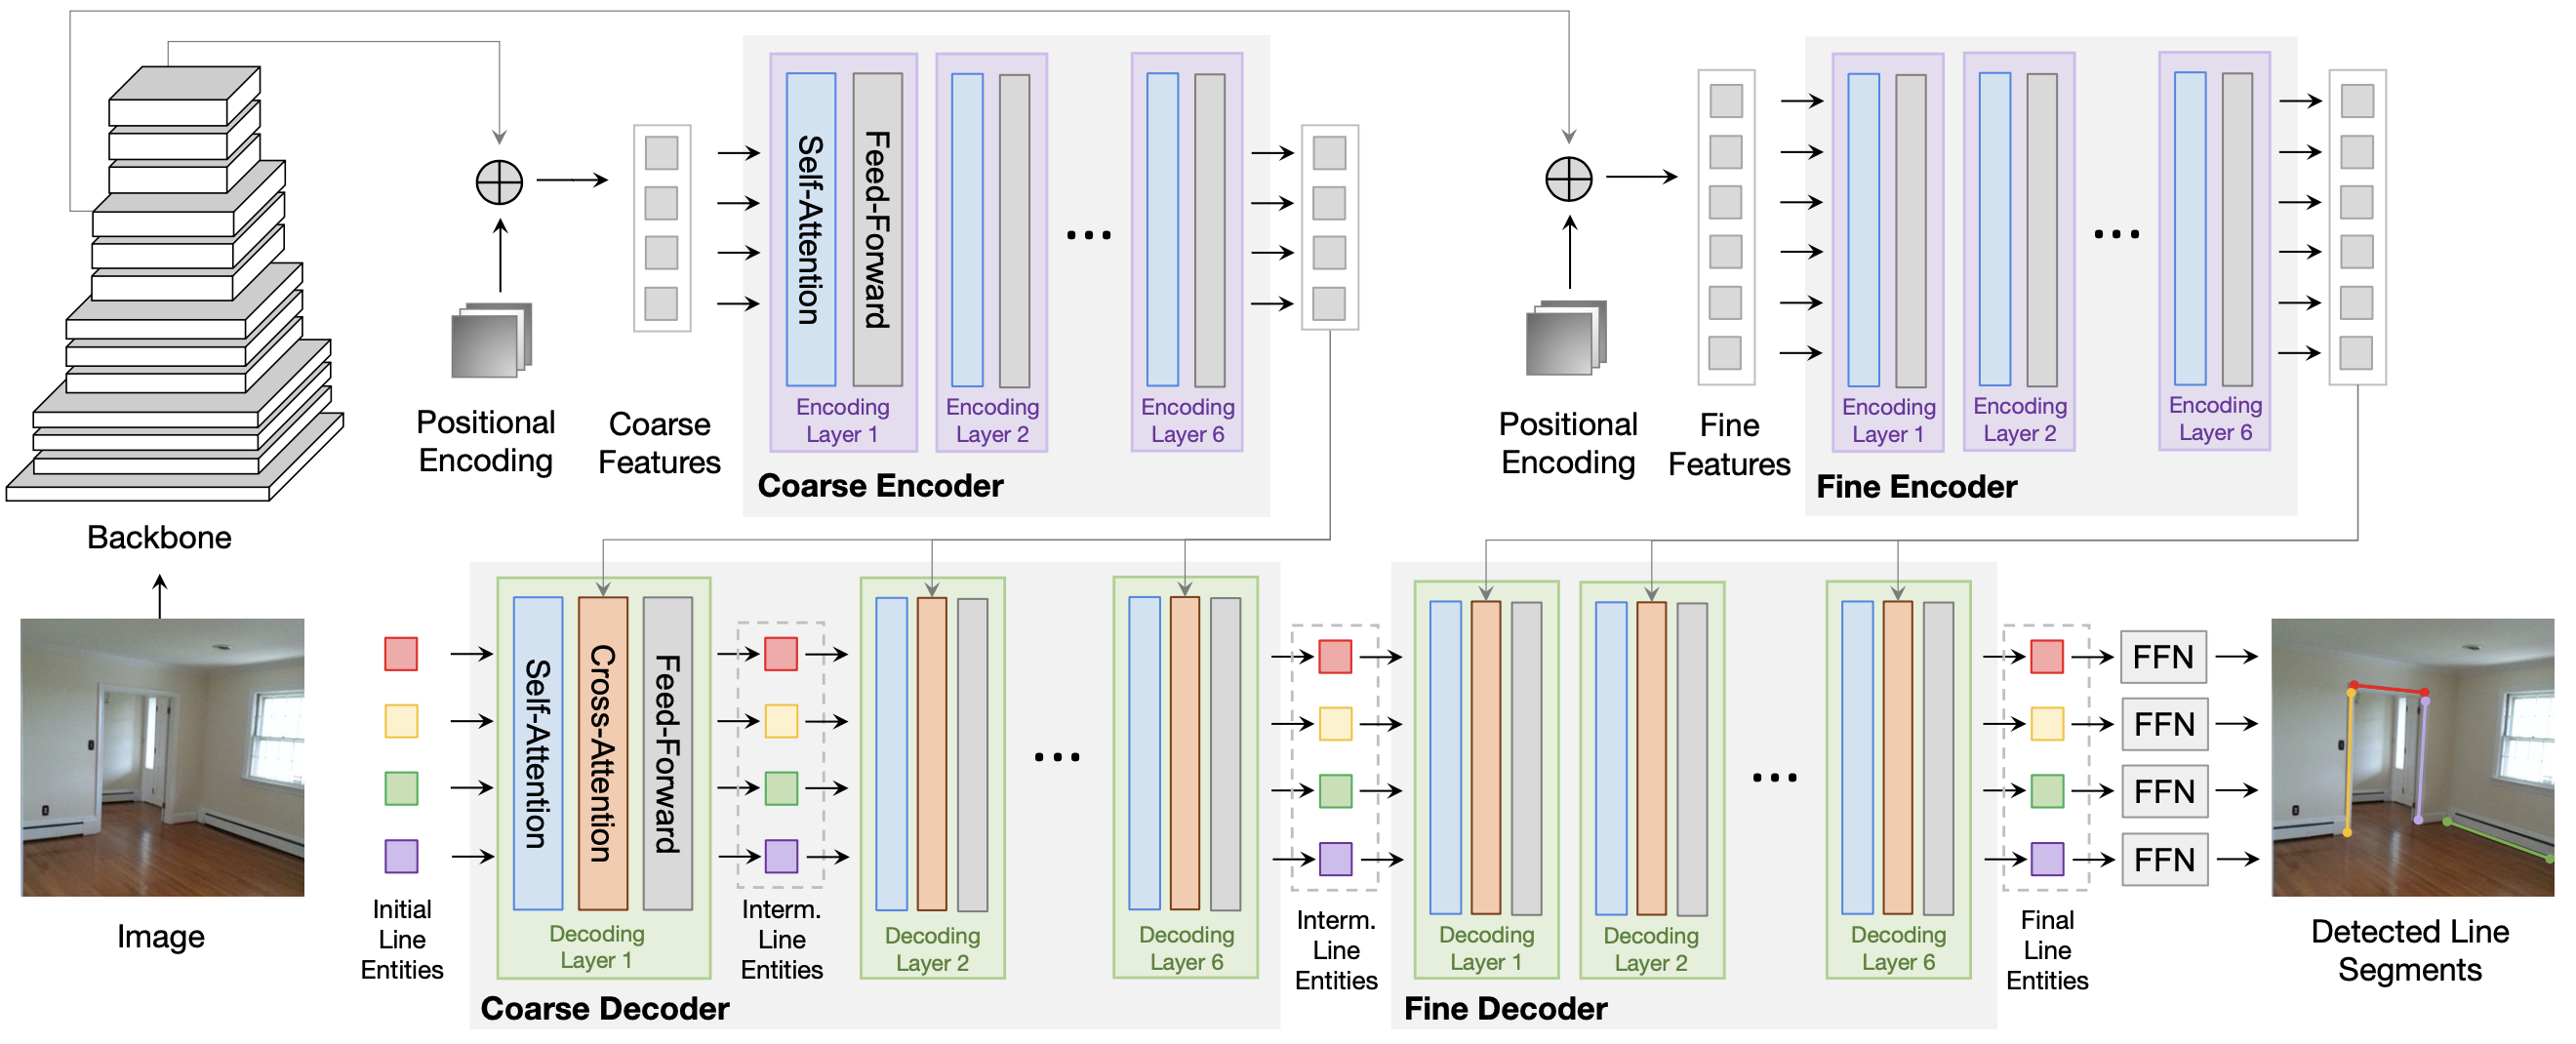 Backbone
Image
Positional
Encoding
Coarse
Features
Self-Attention
Feed-Forward
Encoding
Layer 1
Encoding
Layer 2
...
Encoding
Layer 6
Coarse Encoder
Positional
Encoding
Fine
Features
Encoding
Layer 1
Encoding
Layer 2
...
Encoding
Layer 6
Fine Encoder
Initial
Line
Entities
Self-Attention
Cross-Attention
Feed-Forward
Decoding
Layer 1
Interm.
Line
Entities
Decoding
Layer 2
...
Decoding
Layer 6
Coarse Decoder
Interm.
Line
Entities
Decoding
Layer 1
Decoding
Layer 2
...
Decoding
Layer 6
Fine Decoder
Final
Line
Entities
FFN
FFN
FFN
FFN
Detected Line
Segments